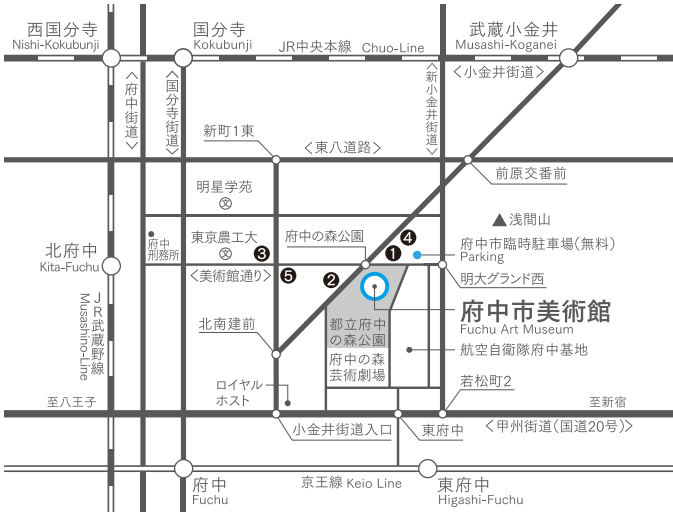 西国分寺
Nishi-Kokubunji
国分寺
Kokubunji
JR中央本線 Chuo-Line
武蔵小金井
Musashi-Koganei
〈小金井街道〉
〈府中街道〉
〈国分寺街道〉
〈新小金井街道〉
新町1東
〈東八道路〉
前原交番前
明星学苑
文
浅間山
府中
刑務所
東京農工大
文
❸
府中の森公園
❹
❶
府中市臨時駐車場(無料)
Parking
北府中
Kita-Fuchu
〈美術館通り〉
❺
❷
明大グランド西
JR武蔵野線
Musashino-Line
府中市美術館
Fuchu Art Museum
北南建前
都立府中
の森公園
航空自衛隊府中基地
府中の森
芸術劇場
ロイヤル
ホスト
若松町2
至八王子
至新宿
小金井街道入口
東府中
〈甲州街道(国道20号)〉
府中
Fuchu
京王線 Keio Line
東府中
Higashi-Fuchu